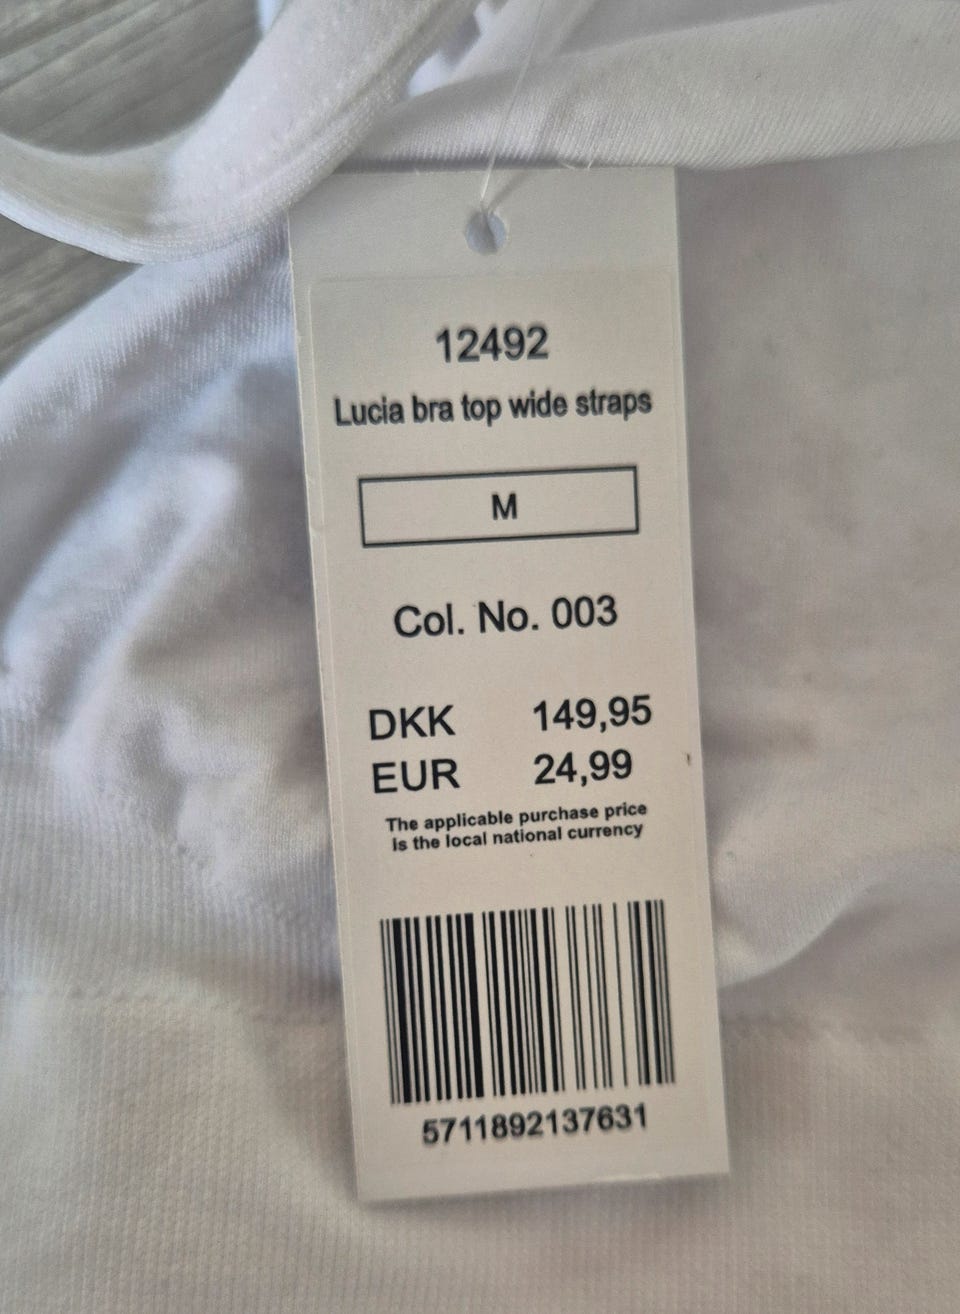 12492
Lucia bra top wide straps
M
Col. No. 003
DKK 149,95
EUR 24,99
The applicable purchase price
is the local national currency
5711892137631